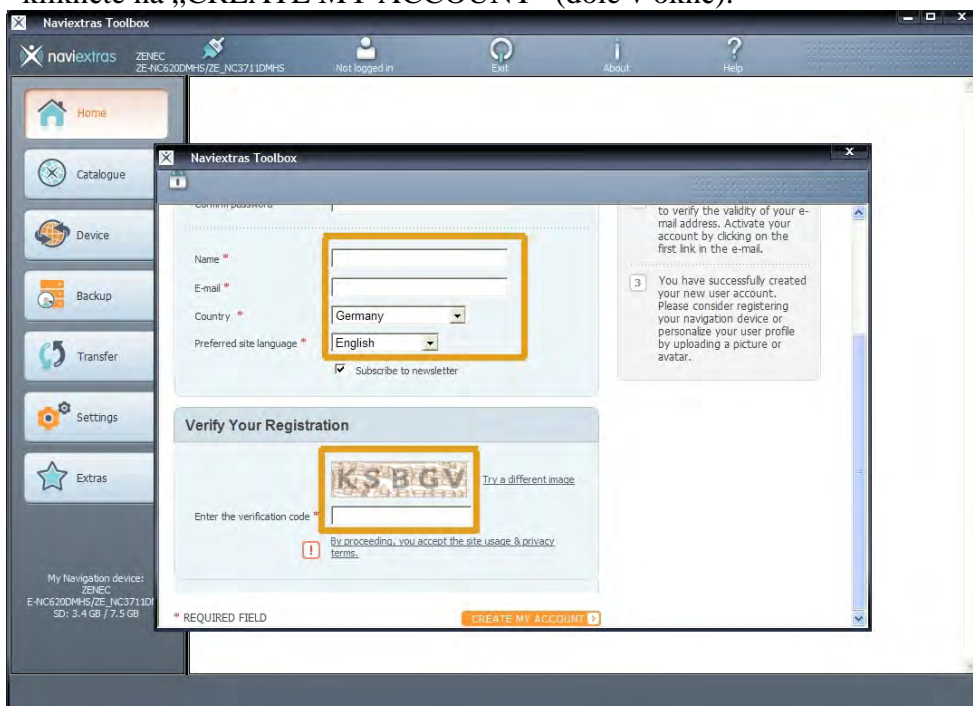 kliknete na „CREATE MY ACCOUNT“ (dole v okně).
Naviextras Toolbox
naviextras
ZENEC
ZE-NC620DMHS/ZE_NC3711DMHS
Not logged in
Exit
About
Help
Home
Catalogue
Device
Backup
Transfer
Settings
Extras
My Navigation device:
ZENEC
E-NC620DMHS/ZE_NC3711D
SD: 3.4 GB / 7.5 GB
Naviextras Toolbox
Confirm password
Name *
E-mail *
Country * Germany
Preferred site language * English
Subscribe to newsletter
to verify the validity of your e-
mail address. Activate your
account by clicking on the
first link in the e-mail.
3 You have successfully created
your new user account.
Please consider registering
your navigation device or
personalize your user profile
by uploading a picture or
avatar.
Verify Your Registration
KSBGV
Try a different image
Enter the verification code *
! By proceeding, you accept the site usage & privacy
terms.
* REQUIRED FIELD
CREATE MY ACCOUNT